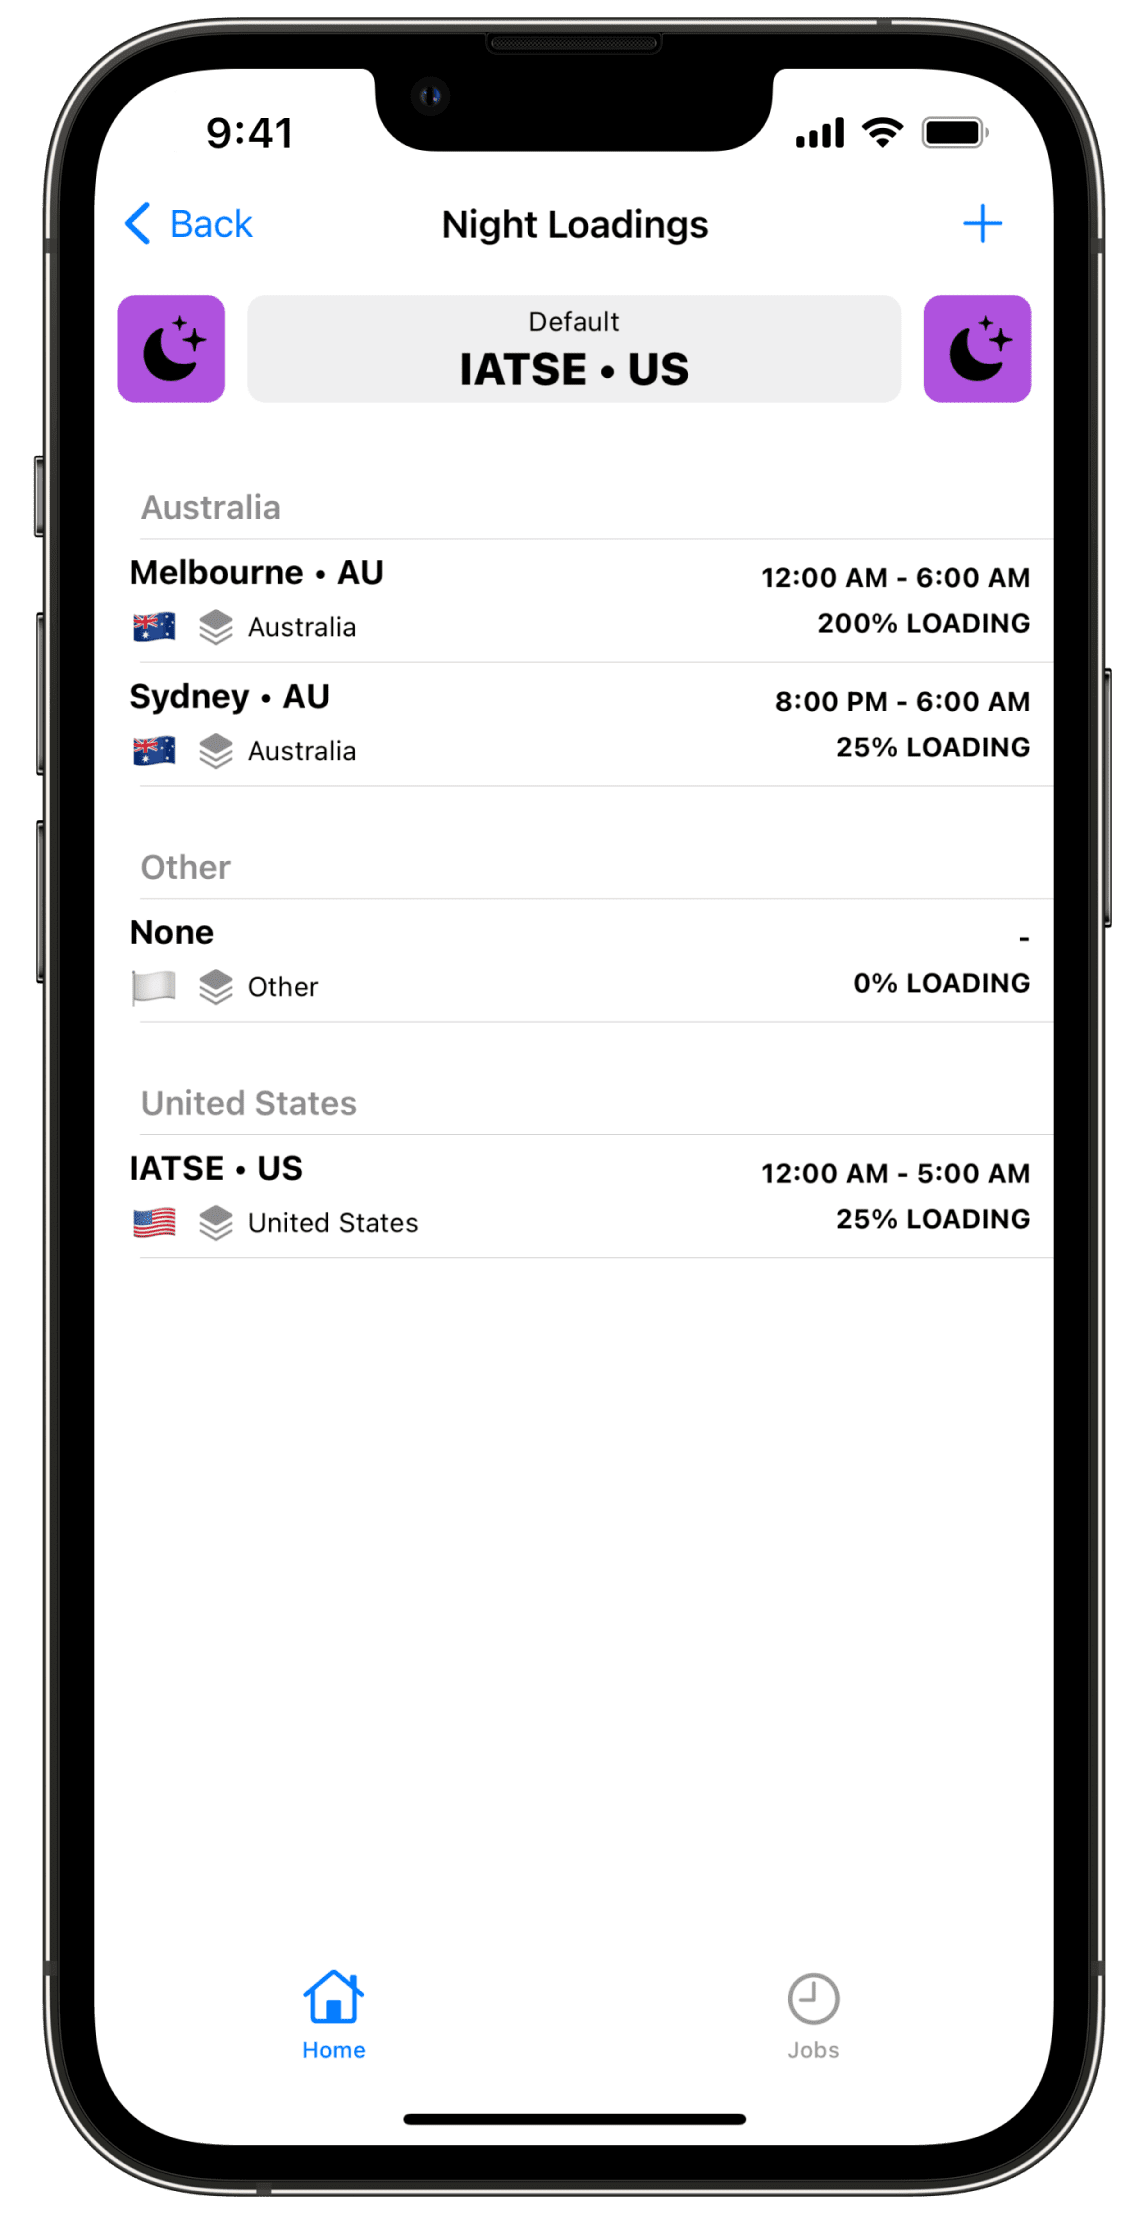 9:41
Back
Night Loadings
Default
IATSE • US
Australia
Melbourne • AU
12:00 AM - 6:00 AM
Australia
200% LOADING
Sydney • AU
8:00 PM - 6:00 AM
Australia
25% LOADING
Other
None
-
Other
0% LOADING
United States
IATSE • US
12:00 AM - 5:00 AM
United States
25% LOADING
Home
Jobs